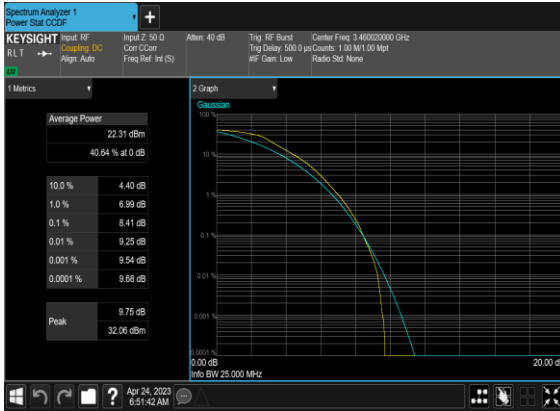 Spectrum Analyzer 1
Power Stat CCDF
+
KEYSIGHT
RLT
Input: RF
Coupling: DC
Align: Auto
Input Z: 50 Ω
Corr CCorr
Freq Ref: Int (S)
Atten: 40 dB
Trig: RF Burst
Trig Delay: 500.0 µs
#IF Gain: Low
Center Freq: 3.460020000 GHz
Counts: 1.00 M/1.00 Mpt
Radio Std: None
1 Metrics
Average Power
22.31 dBm
40.64 % at 0 dB
10.0 % 4.40 dB
1.0 % 6.99 dB
0.1 % 8.41 dB
0.01 % 9.25 dB
0.001 % 9.54 dB
0.0001 % 9.68 dB
Peak
9.75 dB
32.06 dBm
2 Graph
Gaussian
100 %
10 %
1 %
0.1 %
0.01 %
0.001 %
0.0001 %
0.00 dB
20.00 d
Info BW 25.000 MHz
?
Apr 24, 2023
6:51:42 AM